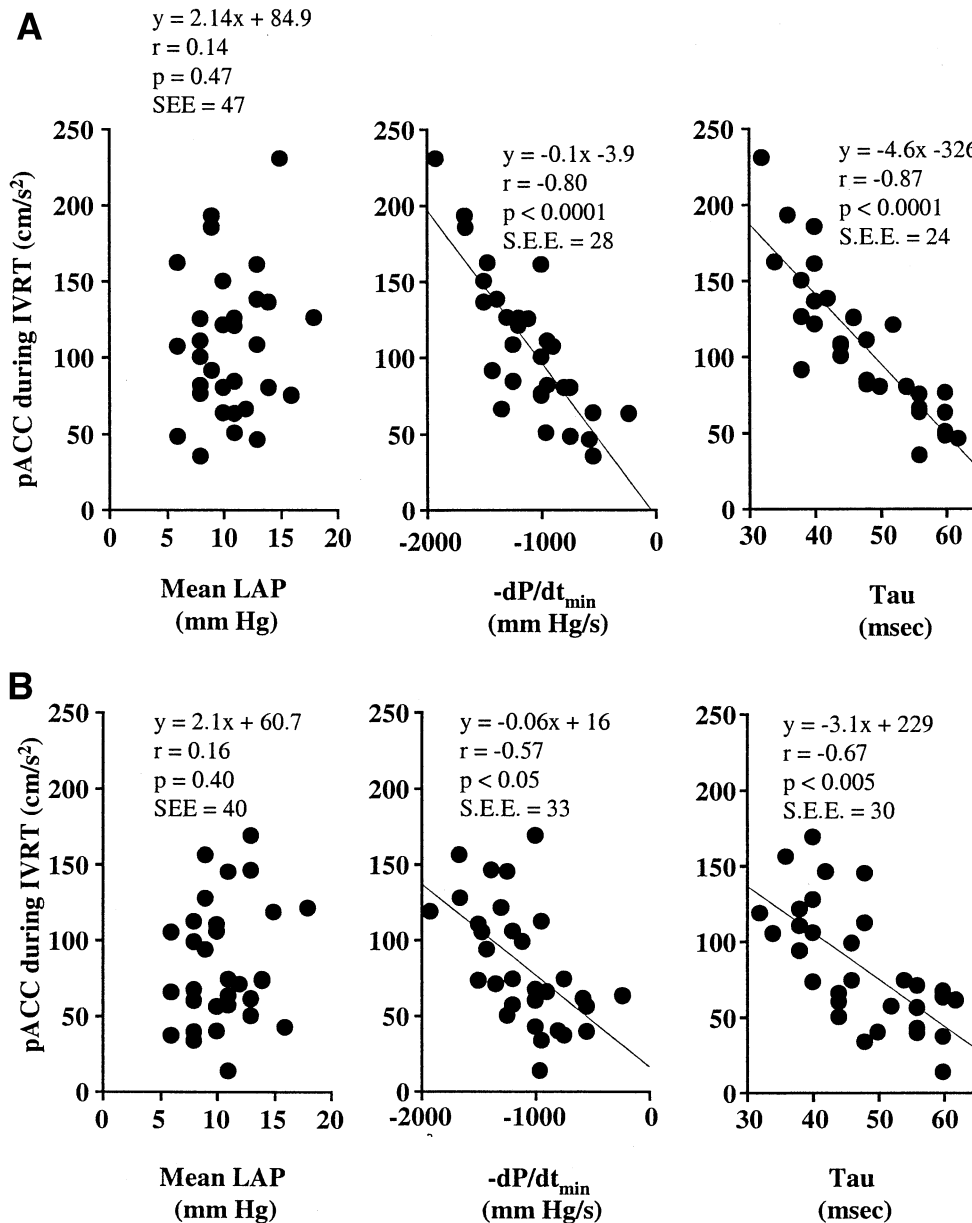 A
y = 2.14x + 84.9
r = 0.14
p = 0.47
SEE = 47
y = -0.1x -3.9
r = -0.80
p < 0.0001
S.E.E. = 28
y = -4.6x -326
r = -0.87
p < 0.0001
S.E.E. = 24
pACC during IVRT (cm/s²)
250
200
150
100
50
0
0 5 10 15 20
Mean LAP
(mm Hg)
250
200
150
100
50
0
-2000 -1000 0
-dP/dt min
(mm Hg/s)
250
200
150
100
50
0
30 40 50 60
Tau
(msec)
B
y = 2.1x + 60.7
r = 0.16
p = 0.40
SEE = 40
y = -0.06x + 16
r = -0.57
p < 0.05
S.E.E. = 33
y = -3.1x + 229
r = -0.67
p < 0.005
S.E.E. = 30
pACC during IVRT (cm/s²)
250
200
150
100
50
0
0 5 10 15 20
Mean LAP
(mm Hg)
250
200
150
100
50
0
-2000 -1000 0
-dP/dt min
(mm Hg/s)
250
200
150
100
50
0
30 40 50 60
Tau
(msec)